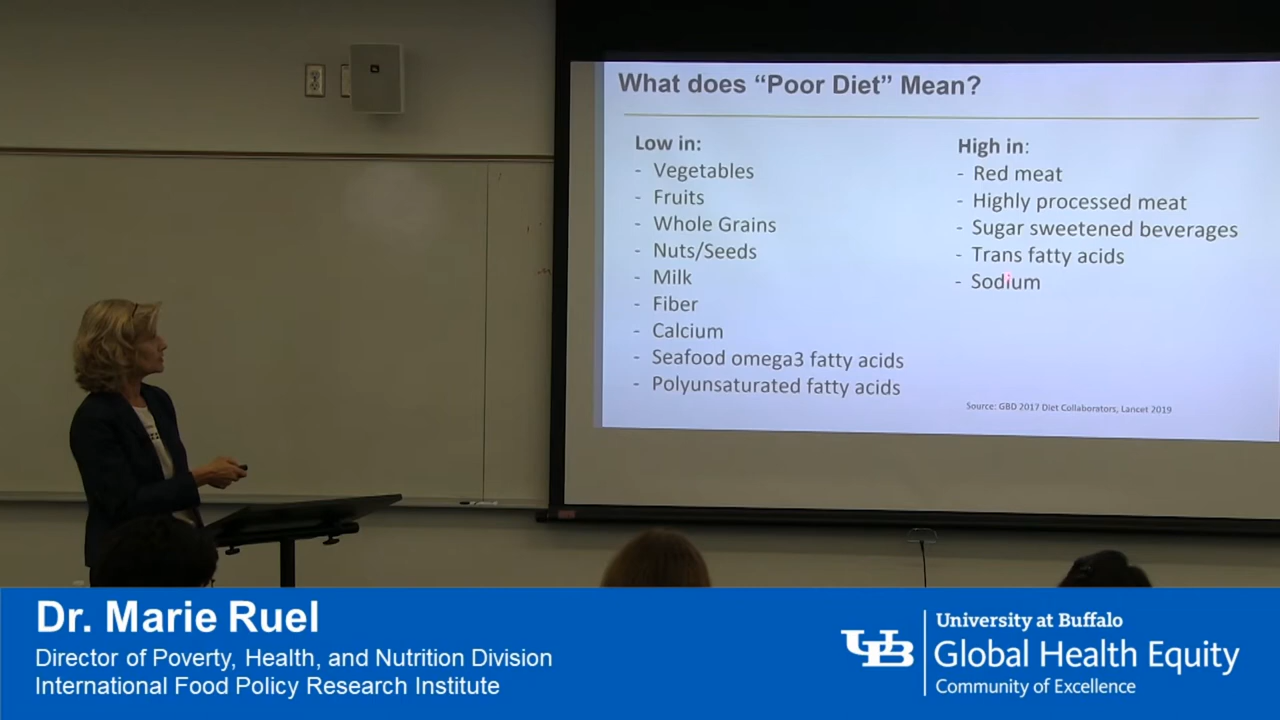 What does “Poor Diet” Mean?
Low in:
- Vegetables
- Fruits
- Whole Grains
- Nuts/Seeds
- Milk
- Fiber
- Calcium
- Seafood omega3 fatty acids
- Polyunsaturated fatty acids
High in:
- Red meat
- Highly processed meat
- Sugar sweetened beverages
- Trans fatty acids
- Sodium
Source: GBD 2017 Diet Collaborators, Lancet 2019
Dr. Marie Ruel
Director of Poverty, Health, and Nutrition Division
International Food Policy Research Institute
UB
University at Buffalo
Global Health Equity
Community of Excellence